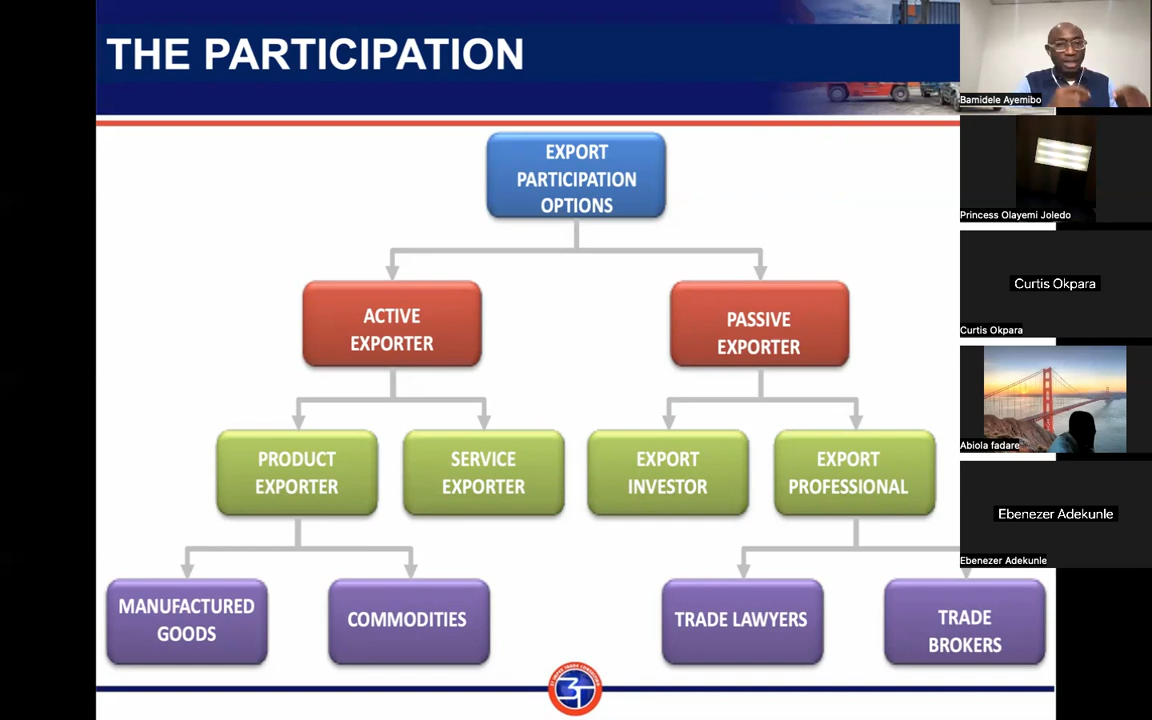 THE PARTICIPATION
EXPORT
PARTICIPATION
OPTIONS
ACTIVE
EXPORTER
PASSIVE
EXPORTER
PRODUCT
EXPORTER
SERVICE
EXPORTER
EXPORT
INVESTOR
EXPORT
PROFESSIONAL
MANUFACTURED
GOODS
COMMODITIES
TRADE LAWYERS
TRADE
BROKERS
Bamidele Ayemibo
Princess Olayemi Joledo
Curtis Okpara
Curtis Okpara
Abiola fadare
Ebenezer Adekunle
Ebenezer Adekunle